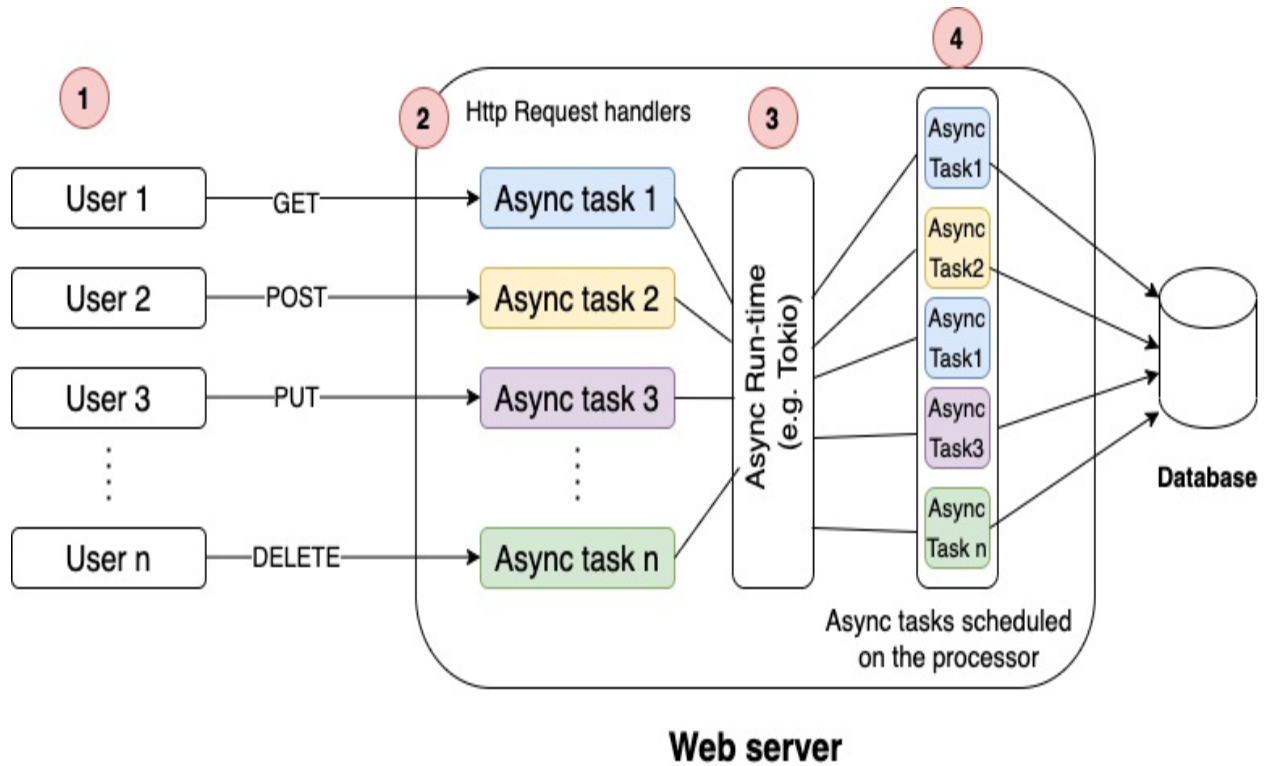 1
2
Http Request handlers
3
4
User 1
GET
Async task 1
User 2
POST
Async task 2
User 3
PUT
Async task 3
User n
DELETE
Async task n
Async Run-time
(e.g. Tokio)
Async
Task1
Async
Task2
Async
Task1
Async
Task3
Async
Task n
Database
Async tasks scheduled
on the processor
Web server